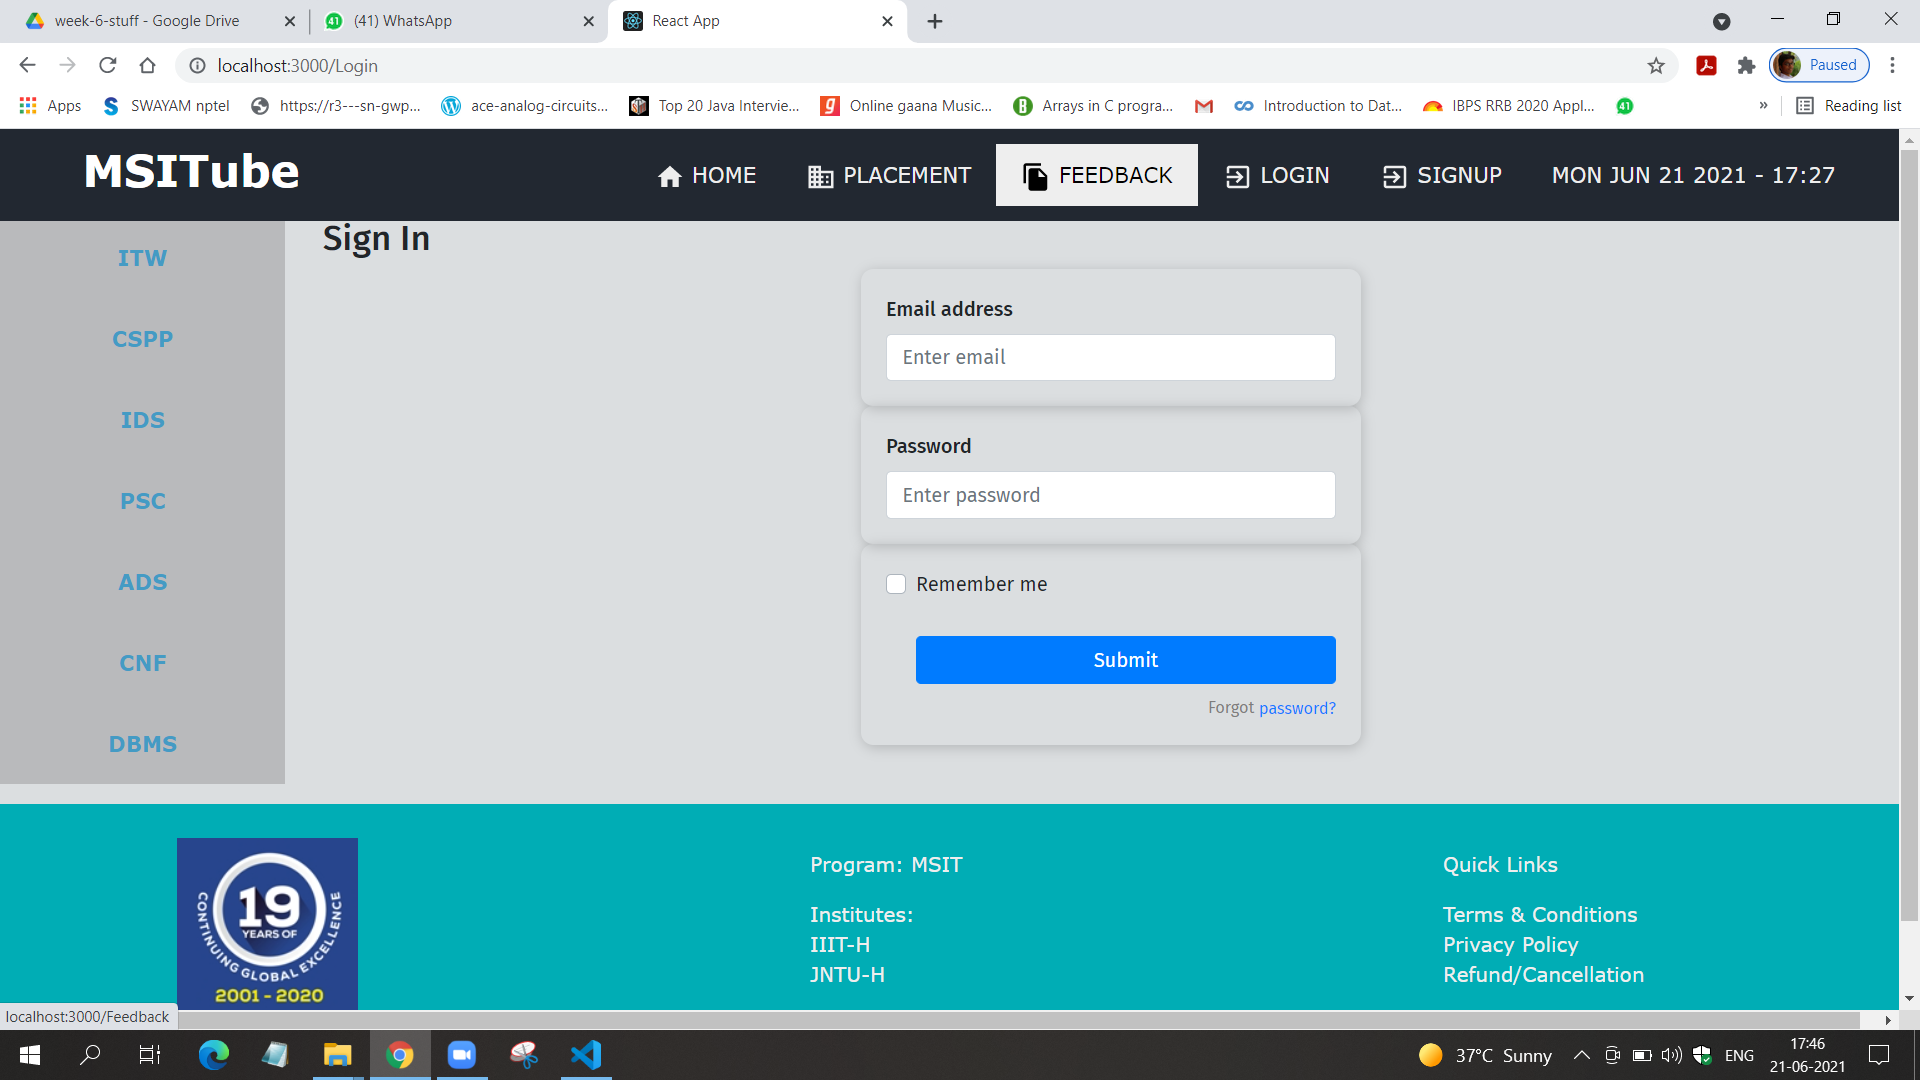 week-6-stuff - Google Drive
41 (41) WhatsApp
React App
localhost:3000/Login
Paused
Apps
SWAYAM nptel
https://r3---sn-gwp...
ace-analog-circuits...
Top 20 Java Intervie...
Online gaana Music...
Arrays in C progra...
Introduction to Dat...
IBPS RRB 2020 Appl...
41
»
Reading list
MSITube
HOME
PLACEMENT
FEEDBACK
LOGIN
SIGNUP
MON JUN 21 2021 - 17:27
ITW
CSPP
IDS
PSC
ADS
CNF
DBMS
Sign In
Email address
Enter email
Password
Enter password
Remember me
Submit
Forgot password?
19
YEARS OF
CONTINUING GLOBAL EXCELLENCE
2001 - 2020
Program: MSIT
Institutes:
IIIT-H
JNTU-H
Quick Links
Terms & Conditions
Privacy Policy
Refund/Cancellation
localhost:3000/Feedback
37°C Sunny
ENG
17:46
21-06-2021